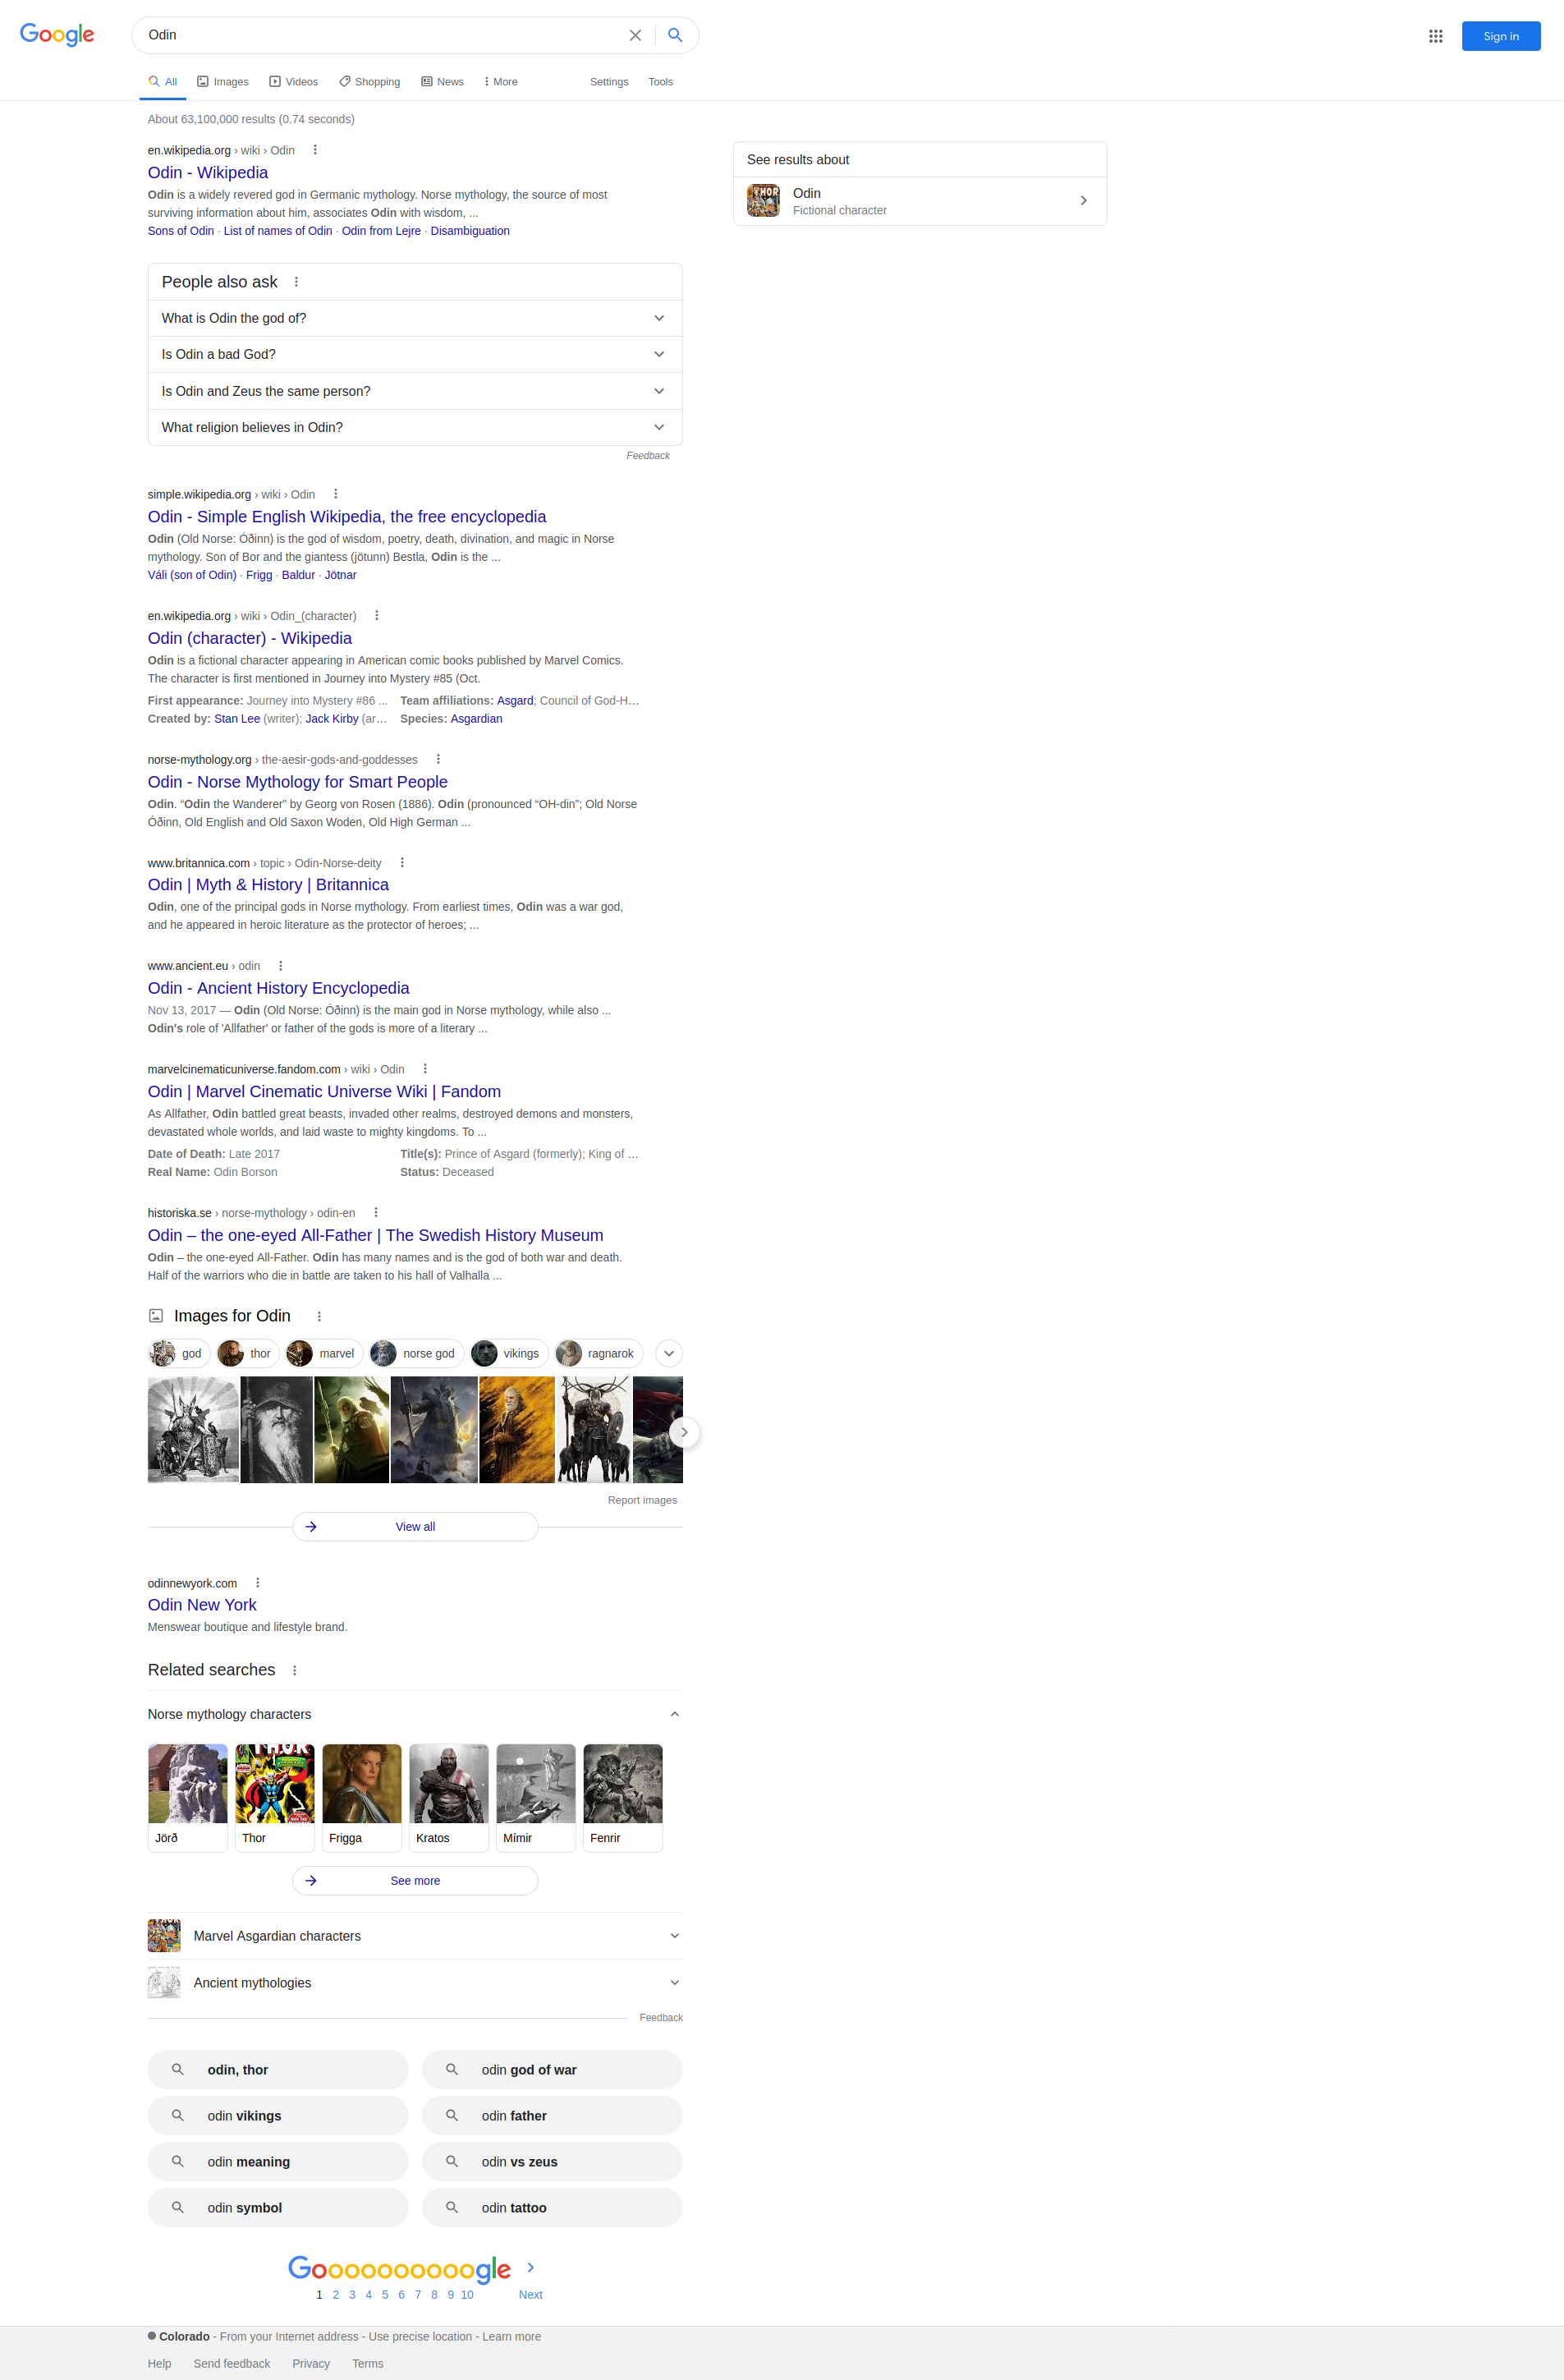 Google
Odin
Sign in
All
Images
Videos
Shopping
News
More
Settings
Tools
About 63,100,000 results (0.74 seconds)
en.wikipedia.org › wiki › Odin
Odin - Wikipedia
Odin is a widely revered god in Germanic mythology. Norse mythology, the source of most
surviving information about him, associates Odin with wisdom, ...
Sons of Odin · List of names of Odin · Odin from Lejre · Disambiguation
See results about
THOR
Odin
Fictional character
People also ask
What is Odin the god of?
Is Odin a bad God?
Is Odin and Zeus the same person?
What religion believes in Odin?
Feedback
simple.wikipedia.org › wiki › Odin
Odin - Simple English Wikipedia, the free encyclopedia
Odin (Old Norse: Óðinn) is the god of wisdom, poetry, death, divination, and magic in Norse
mythology. Son of Bor and the giantess (jötunn) Bestla, Odin is the ...
Váli (son of Odin) · Frigg · Baldur · Jötnar
en.wikipedia.org › wiki › Odin_(character)
Odin (character) - Wikipedia
Odin is a fictional character appearing in American comic books published by Marvel Comics.
The character is first mentioned in Journey into Mystery #85 (Oct.
First appearance: Journey into Mystery #86 ...
Team affiliations: Asgard; Council of God-H…
Created by: Stan Lee (writer); Jack Kirby (ar…
Species: Asgardian
norse-mythology.org › the-aesir-gods-and-goddesses
Odin - Norse Mythology for Smart People
Odin. “Odin the Wanderer” by Georg von Rosen (1886). Odin (pronounced “OH-din”; Old Norse
Óðinn, Old English and Old Saxon Woden, Old High German ...
www.britannica.com › topic › Odin-Norse-deity
Odin | Myth & History | Britannica
Odin, one of the principal gods in Norse mythology. From earliest times, Odin was a war god,
and he appeared in heroic literature as the protector of heroes; ...
www.ancient.eu › odin
Odin - Ancient History Encyclopedia
Nov 13, 2017 — Odin (Old Norse: Óðinn) is the main god in Norse mythology, while also ...
Odin's role of 'Allfather' or father of the gods is more of a literary ...
marvelcinematicuniverse.fandom.com › wiki › Odin
Odin | Marvel Cinematic Universe Wiki | Fandom
As Allfather, Odin battled great beasts, invaded other realms, destroyed demons and monsters,
devastated whole worlds, and laid waste to mighty kingdoms. To ...
Date of Death: Late 2017
Title(s): Prince of Asgard (formerly); King of …
Real Name: Odin Borson
Status: Deceased
historiska.se › norse-mythology › odin-en
Odin – the one-eyed All-Father | The Swedish History Museum
Odin – the one-eyed All-Father. Odin has many names and is the god of both war and death.
Half of the warriors who die in battle are taken to his hall of Valhalla ...
Images for Odin
god
thor
marvel
norse god
vikings
ragnarok
Report images
View all
odinnewyork.com
Odin New York
Menswear boutique and lifestyle brand.
Related searches
Norse mythology characters
THOR
Jörð
Thor
Frigga
Kratos
Mímir
Fenrir
See more
Marvel Asgardian characters
Ancient mythologies
Feedback
odin, thor
odin god of war
odin vikings
odin father
odin meaning
odin vs zeus
odin symbol
odin tattoo
Goooooooooogle
1 2 3 4 5 6 7 8 9 10
Next
Colorado - From your Internet address - Use precise location - Learn more
Help
Send feedback
Privacy
Terms